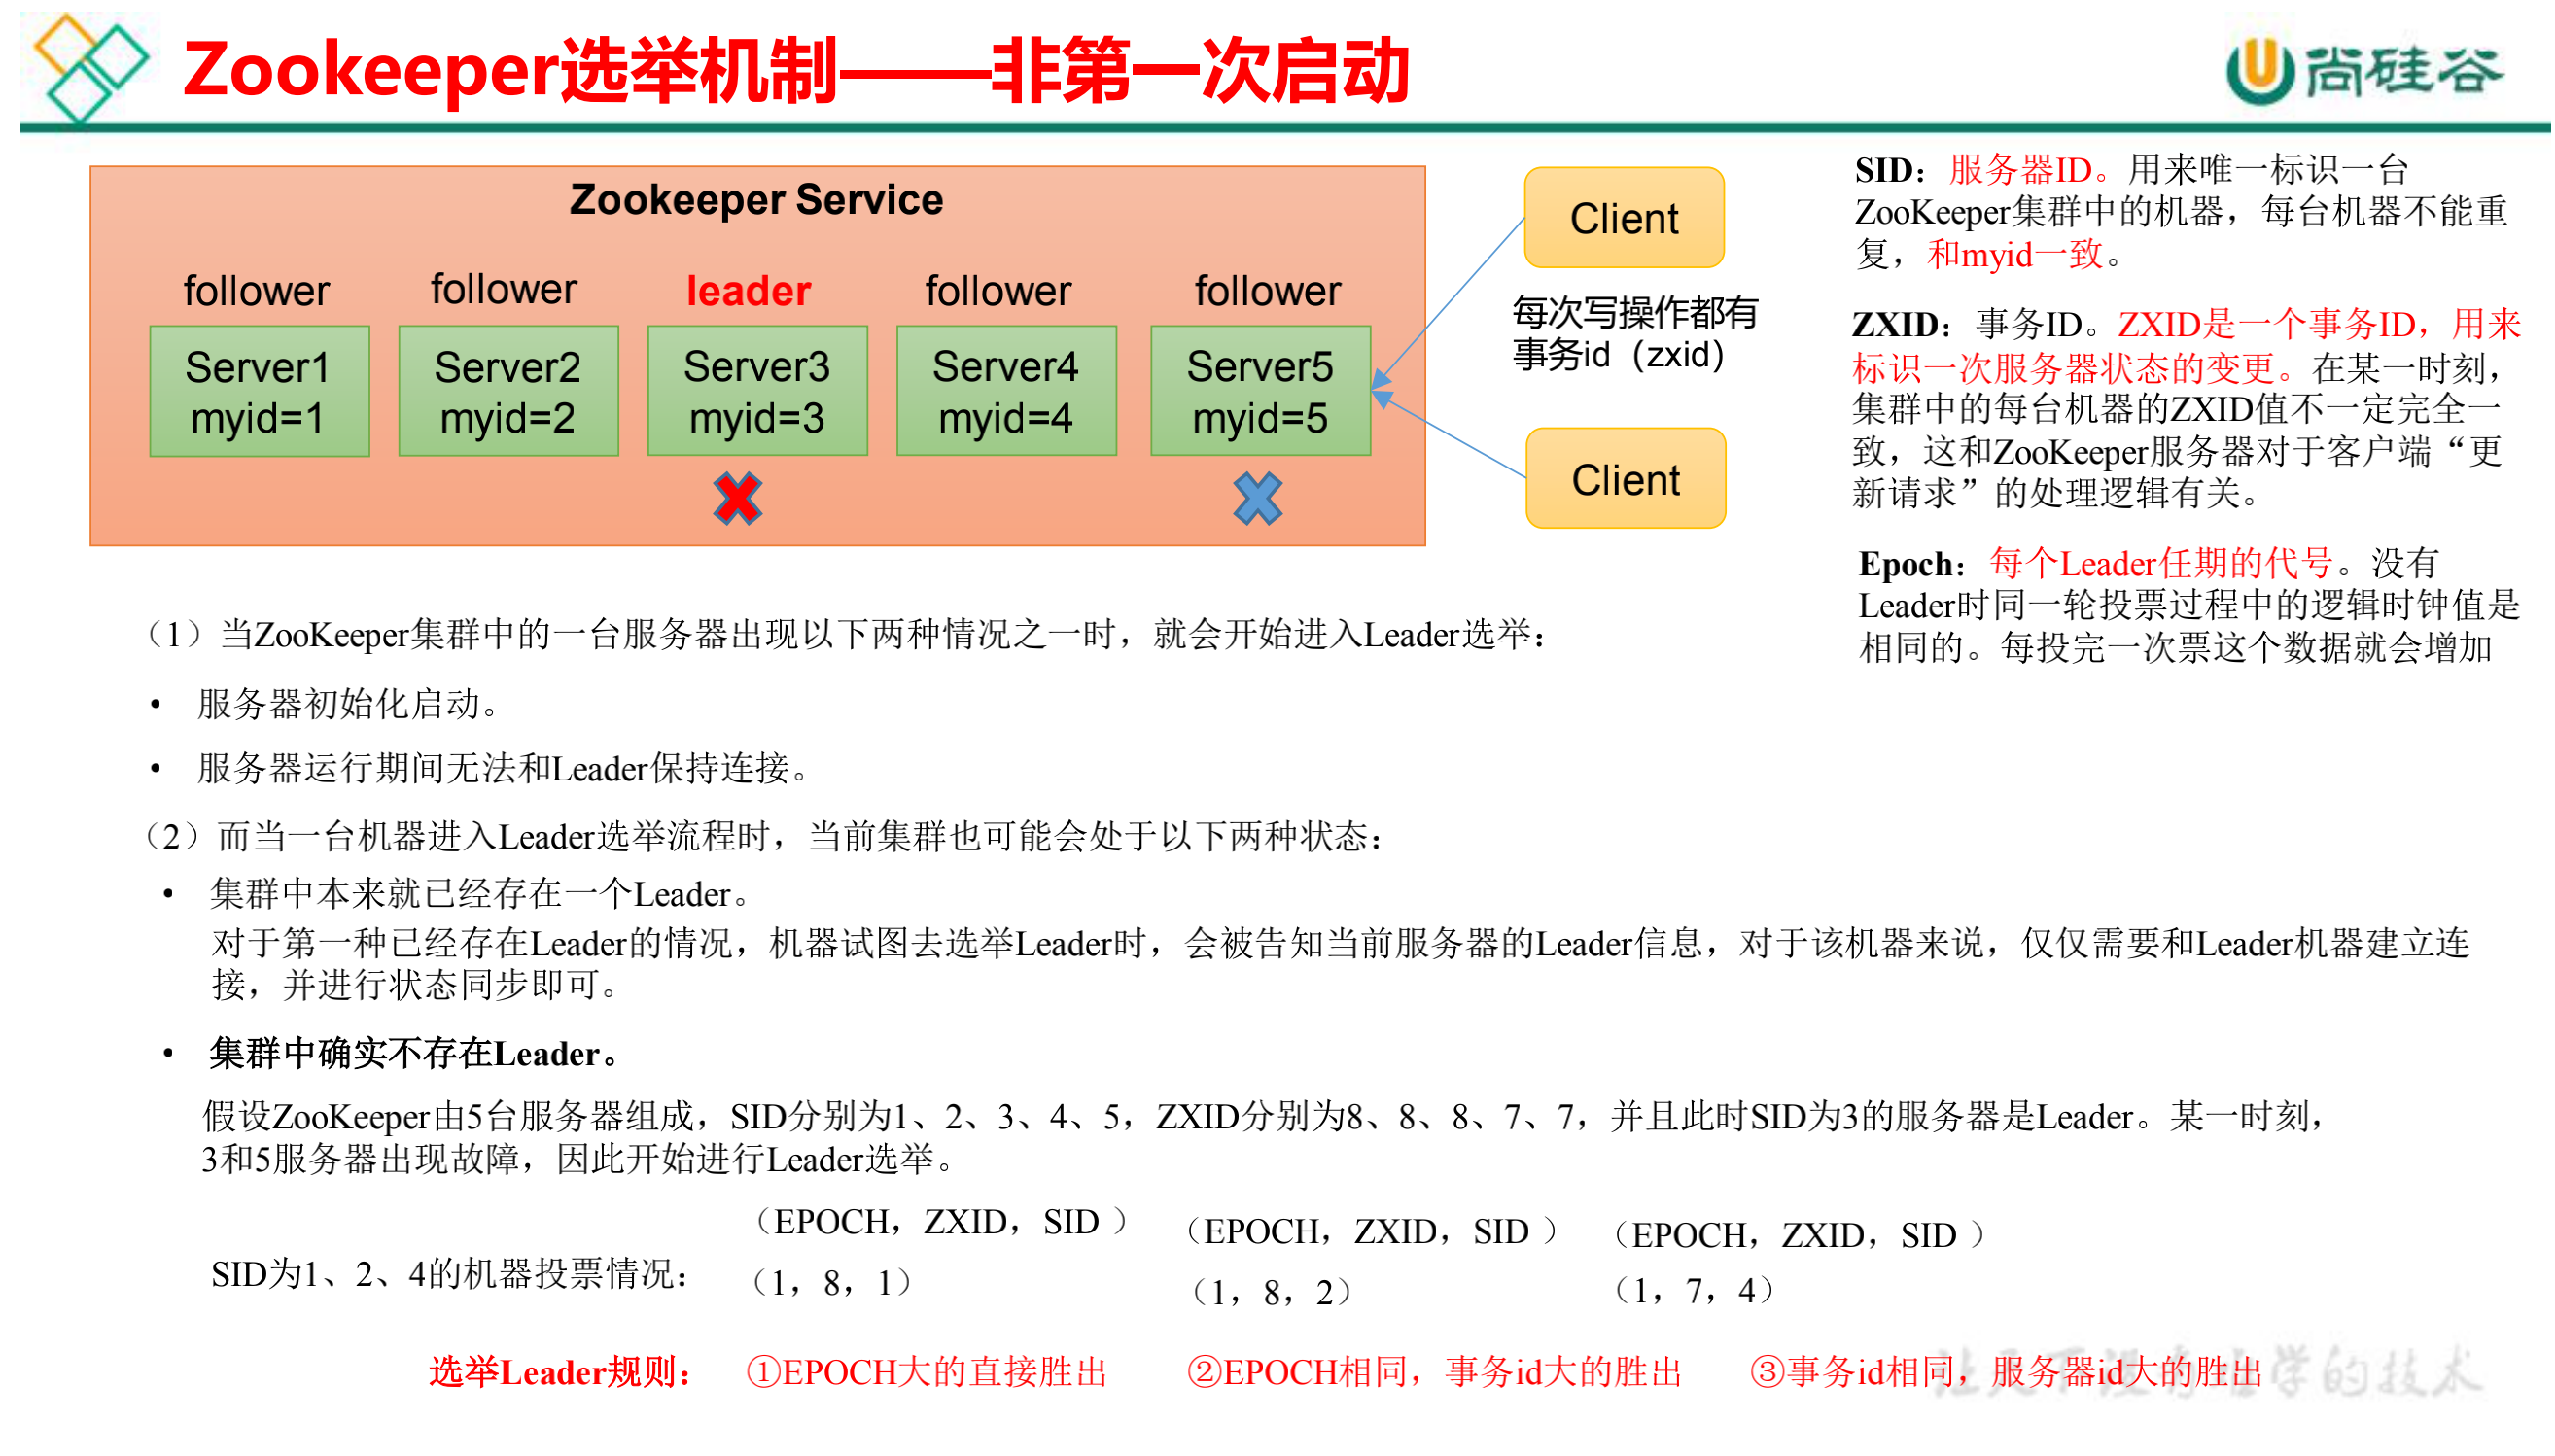 Zookeeper选举机制——非第一次启动
尚硅谷
Zookeeper Service
follower
follower
leader
follower
follower
Server1
myid=1
Server2
myid=2
Server3
myid=3
Server4
myid=4
Server5
myid=5
Client
每次写操作都有
事务id（zxid）
Client
SID：服务器ID。用来唯一标识一台
ZooKeeper集群中的机器，每台机器不能重
复，和myid一致。
ZXID：事务ID。ZXID是一个事务ID，用来
标识一次服务器状态的变更。在某一时刻，
集群中的每台机器的ZXID值不一定完全一
致，这和ZooKeeper服务器对于客户端“更
新请求”的处理逻辑有关。
Epoch：每个Leader任期的代号。没有
Leader时同一轮投票过程中的逻辑时钟值是
相同的。每投完一次票这个数据就会增加
（1）当ZooKeeper集群中的一台服务器出现以下两种情况之一时，就会开始进入Leader选举：
• 服务器初始化启动。
• 服务器运行期间无法和Leader保持连接。
（2）而当一台机器进入Leader选举流程时，当前集群也可能会处于以下两种状态：
• 集群中本来就已经存在一个Leader。
对于第一种已经存在Leader的情况，机器试图去选举Leader时，会被告知当前服务器的Leader信息，对于该机器来说，仅仅需要和Leader机器建立连
接，并进行状态同步即可。
• 集群中确实不存在Leader。
假设ZooKeeper由5台服务器组成，SID分别为1、2、3、4、5，ZXID分别为8、8、8、7、7，并且此时SID为3的服务器是Leader。某一时刻，
3和5服务器出现故障，因此开始进行Leader选举。
（EPOCH，ZXID，SID ） （EPOCH，ZXID，SID ） （EPOCH，ZXID，SID ）
SID为1、2、4的机器投票情况： （1，8，1） （1，8，2） （1，7，4）
选举Leader规则： ①EPOCH大的直接胜出 ②EPOCH相同，事务id大的胜出 ③事务id相同，服务器id大的胜出
让天下没有难学的技术